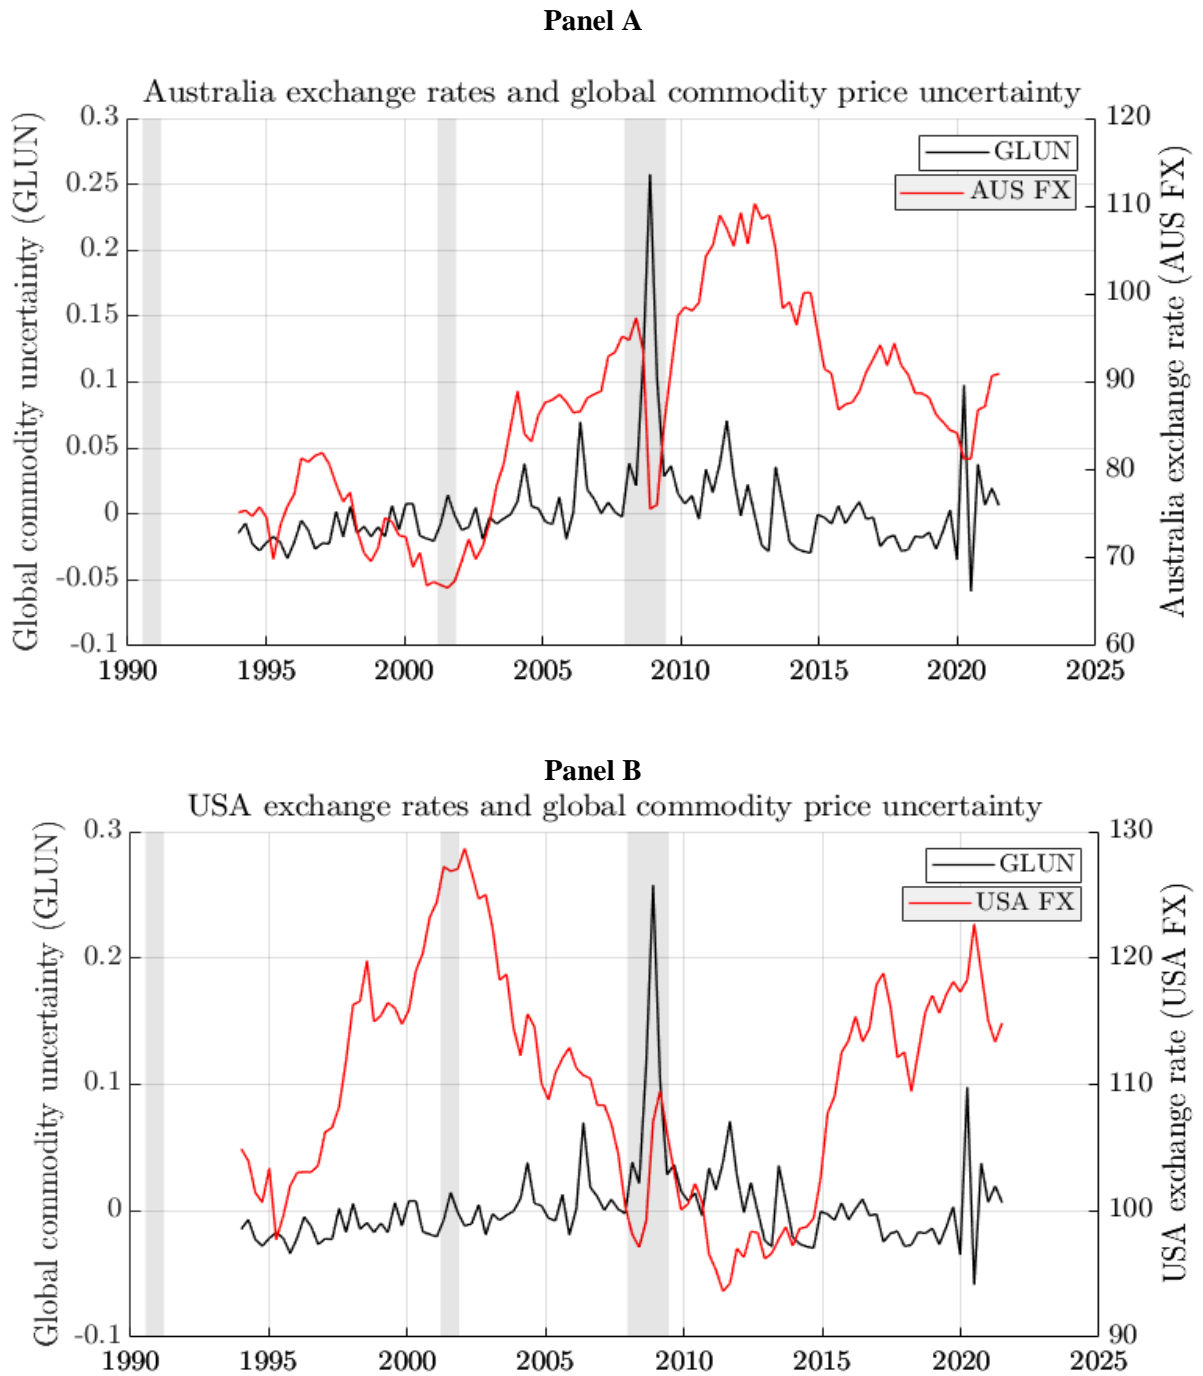 Panel A
Australia exchange rates and global commodity price uncertainty
Global commodity uncertainty (GLUN)
0.3
0.25
0.2
0.15
0.1
0.05
0
-0.05
-0.1
GLUN
AUS FX
120
110
100
90
80
70
60
Australia exchange rate (AUS FX)
1990 1995 2000 2005 2010 2015 2020 2025
Panel B
USA exchange rates and global commodity price uncertainty
Global commodity uncertainty (GLUN)
0.3
0.2
0.1
0
-0.1
GLUN
USA FX
130
120
110
100
90
USA exchange rate (USA FX)
1990 1995 2000 2005 2010 2015 2020 2025